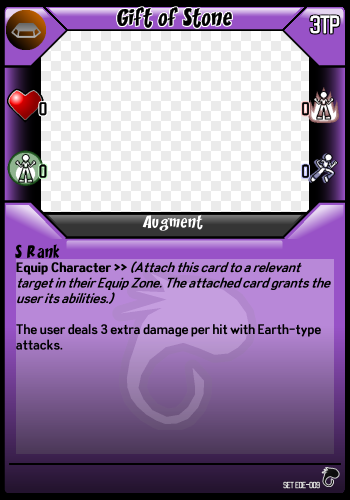 Gift of Stone
3TP
0
0
0
0
Augment
S Rank
Equip Character >> (Attach this card to a relevant
target in their Equip Zone. The attached card grants the
user its abilities.)
The user deals 3 extra damage per hit with Earth-type
attacks.
SET EOE-009